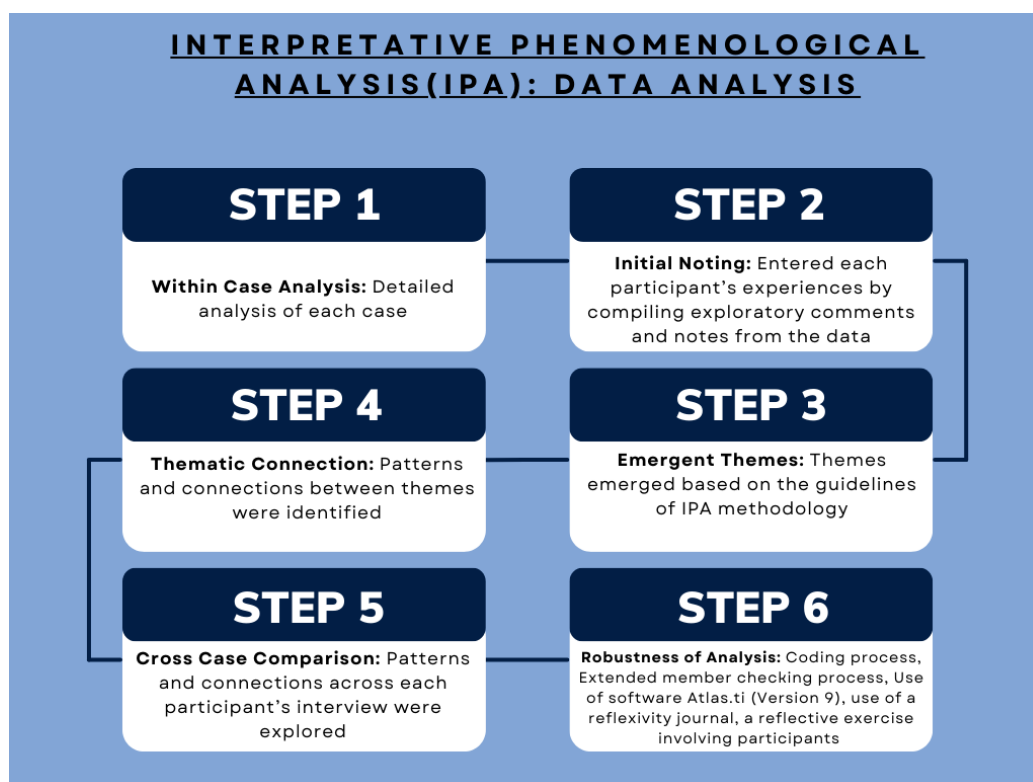 INTERPRETATIVE PHENOMENOLOGICAL
ANALYSIS(IPA): DATA ANALYSIS
STEP 1
Within Case Analysis: Detailed
analysis of each case
STEP 2
Initial Noting: Entered each
participant's experiences by
compiling exploratory comments
and notes from the data
STEP 3
Emergent Themes: Themes
emerged based on the guidelines
of IPA methodology
STEP 4
Thematic Connection: Patterns
and connections between themes
were identified
STEP 5
Cross Case Comparison: Patterns
and connections across each
participant's interview were
explored
STEP 6
Robustness of Analysis: Coding process,
Extended member checking process, Use
of software Atlas.ti (Version 9), use of a
reflexivity journal, a reflective exercise
involving participants